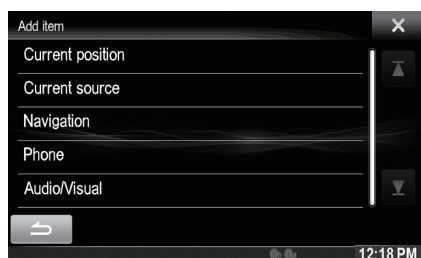 Add item
Current position
Current source
Navigation
Phone
Audio/Visual
12:18 PM